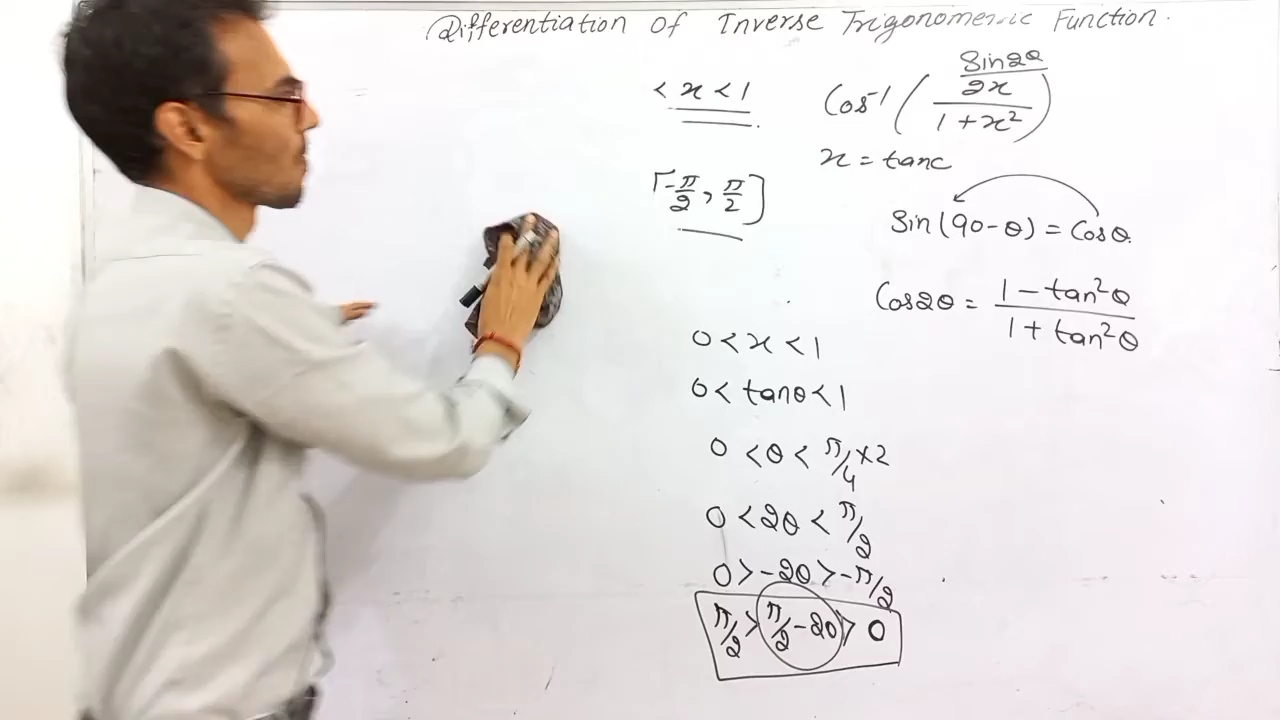 Differentiation of Inverse Trigonometric Function.
< x < 1
Cos⁻¹ ( sin2θ / 2x / 1 + x² )
x = tanc
[-π/2, π/2]
Sin(90-θ) = Cosθ.
Cos2θ = 1 - tan²θ / 1 + tan²θ
0 < x < 1
0 < tanθ < 1
0 < θ < π/4 × 2
0 < 2θ < π/2
0 > -2θ > -π/2
π/2 > π/2 - 2θ > 0